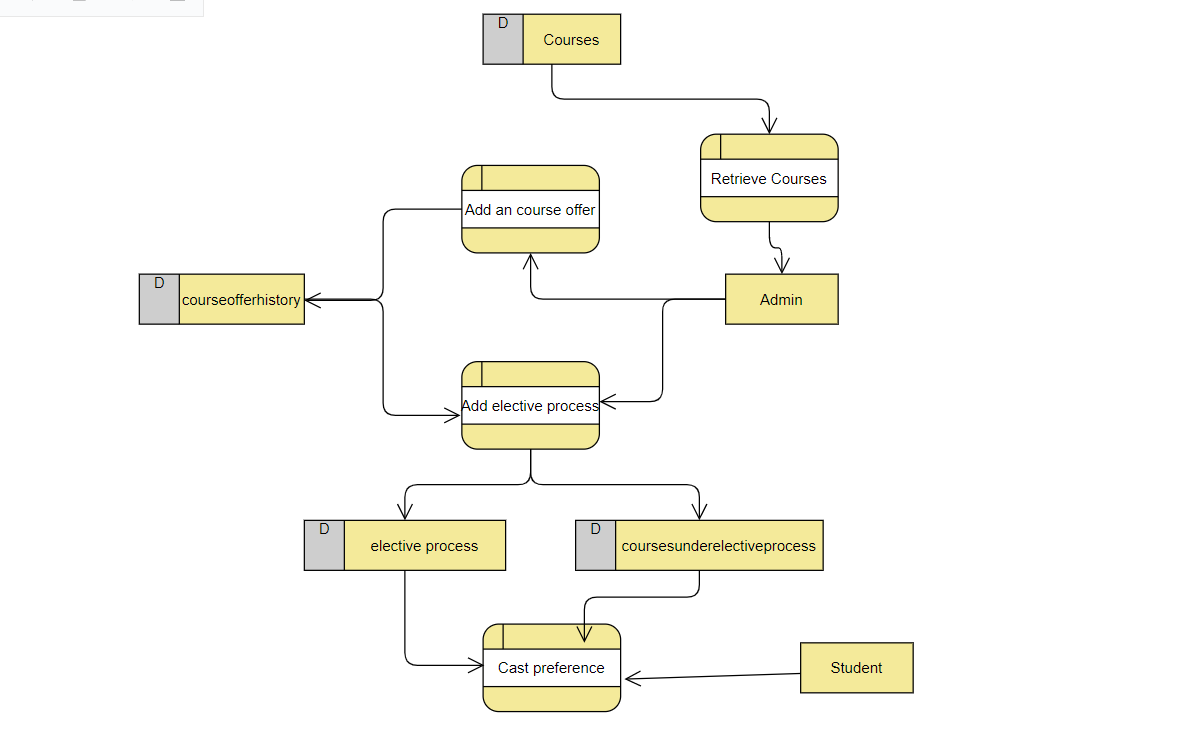 D
Courses
Retrieve Courses
Add an course offer
D
courseofferhistory
Admin
Add elective process
D
elective process
D
coursesunderelectiveprocess
Cast preference
Student